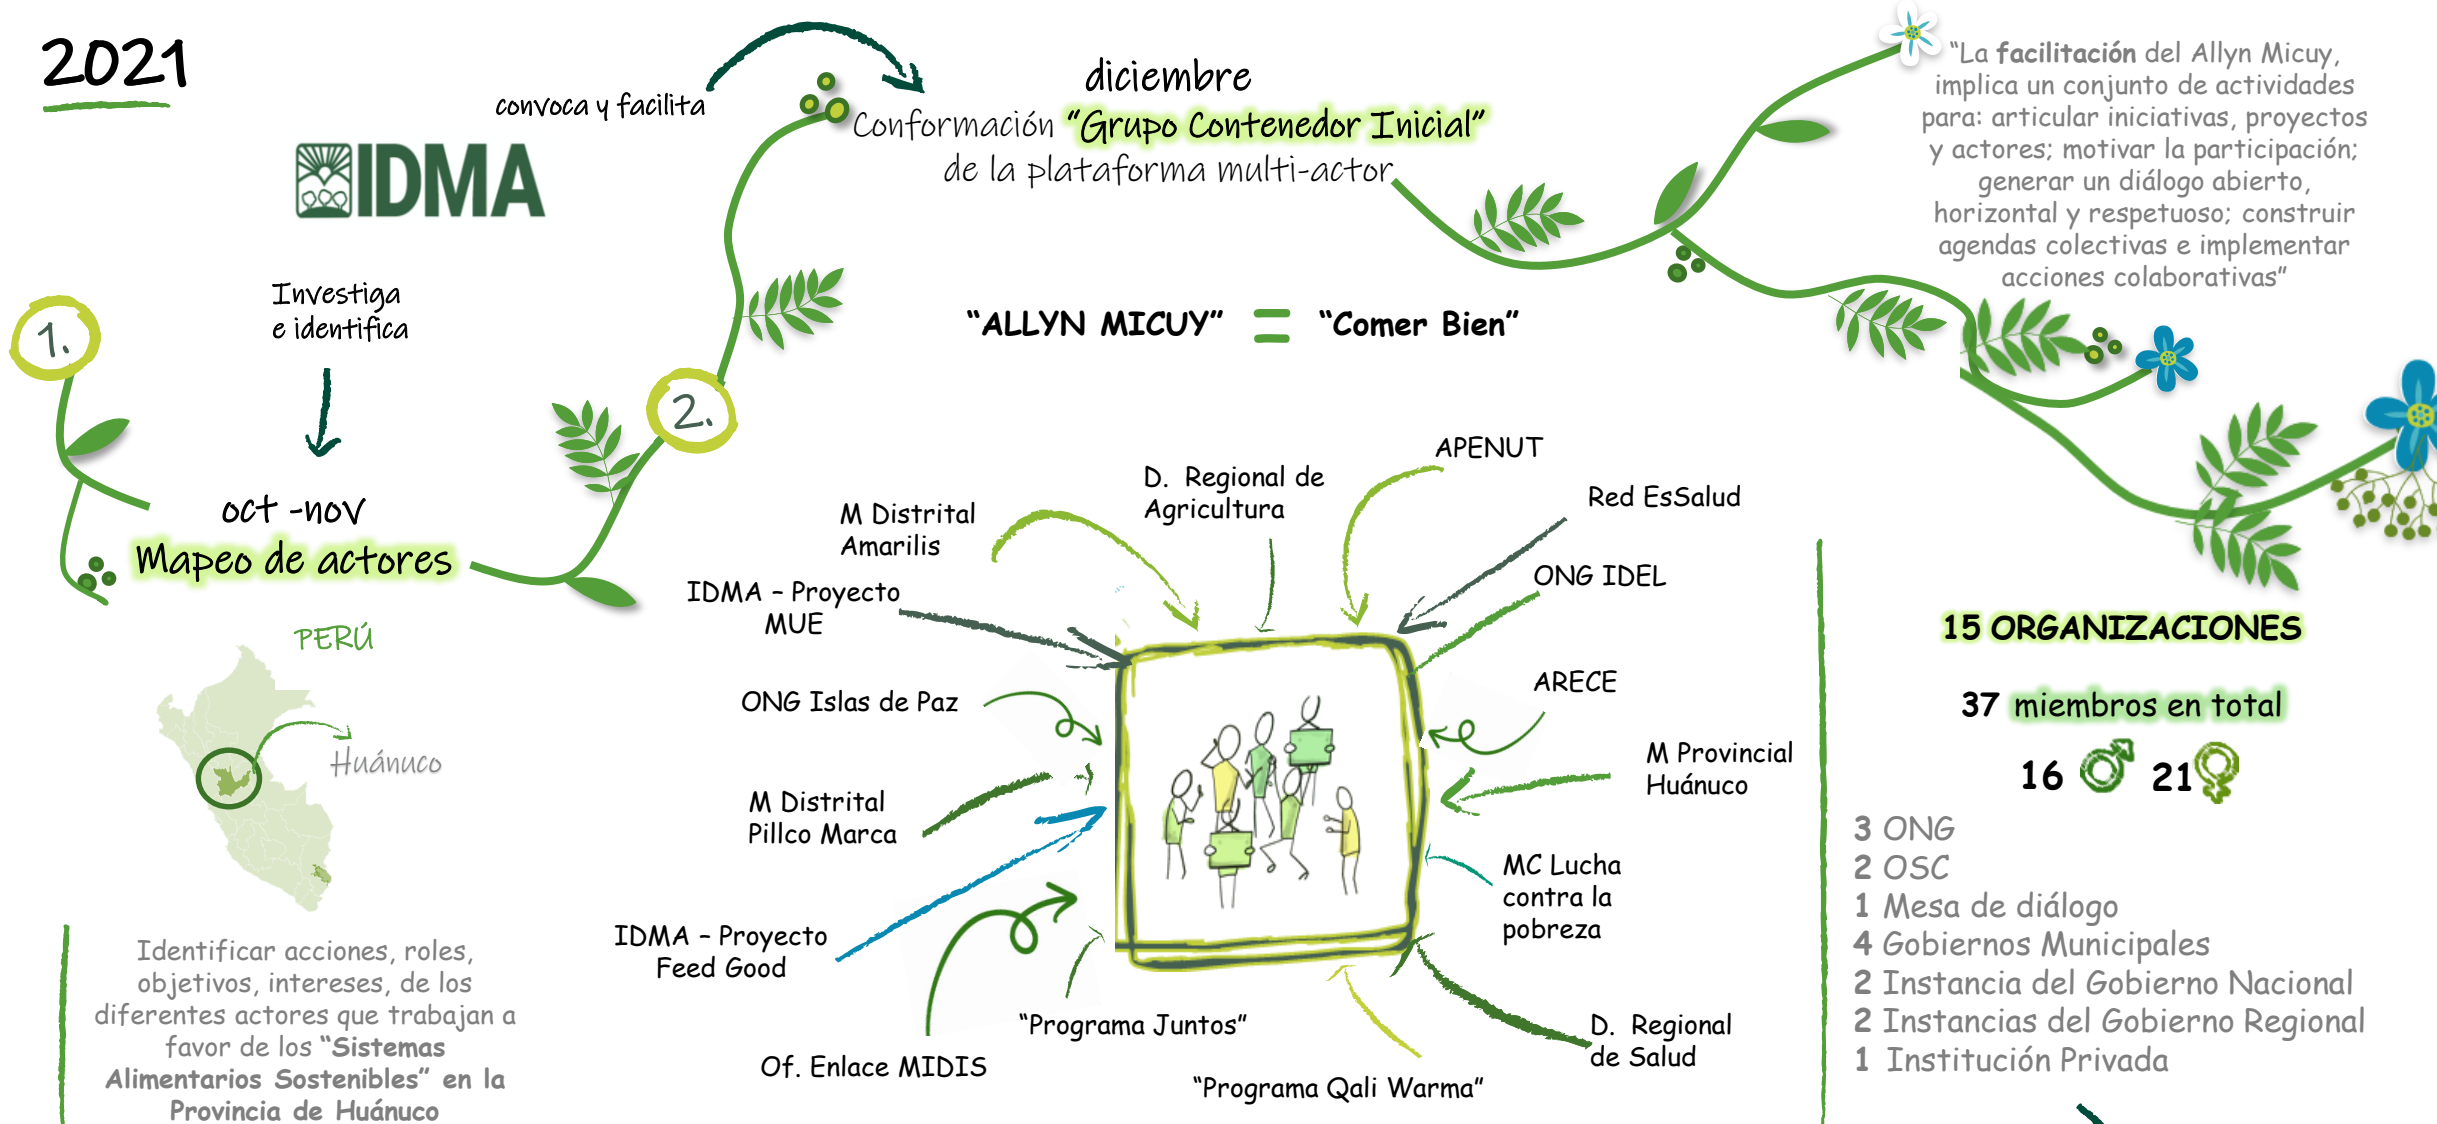 2021
convoca y facilita
IDMA
Investiga
e identifica
1.
oct -nov
Mapeo de actores
PERÚ
Huánuco
Identificar acciones, roles,
objetivos, intereses, de los
diferentes actores que trabajan a
favor de los “Sistemas
Alimentarios Sostenibles” en la
Provincia de Huánuco
2.
diciembre
Conformación “Grupo Contenedor Inicial”
de la plataforma multi-actor
“ALLYN MICUY” = “Comer Bien”
“La facilitación del Allyn Micuy,
implica un conjunto de actividades
para: articular iniciativas, proyectos
y actores; motivar la participación;
generar un diálogo abierto,
horizontal y respetuoso; construir
agendas colectivas e implementar
acciones colaborativas”
APENUT
D. Regional de
Agricultura
Red EsSalud
M Distrital
Amarilis
ONG IDEL
IDMA – Proyecto
MUE
ARECE
ONG Islas de Paz
M Provincial
Huánuco
M Distrital
Pillco Marca
MC Lucha
contra la
pobreza
IDMA – Proyecto
Feed Good
“Programa Juntos”
D. Regional
de Salud
Of. Enlace MIDIS
“Programa Qali Warma”
15 ORGANIZACIONES
37 miembros en total
16 21
3 ONG
2 OSC
1 Mesa de diálogo
4 Gobiernos Municipales
2 Instancia del Gobierno Nacional
2 Instancias del Gobierno Regional
1 Institución Privada